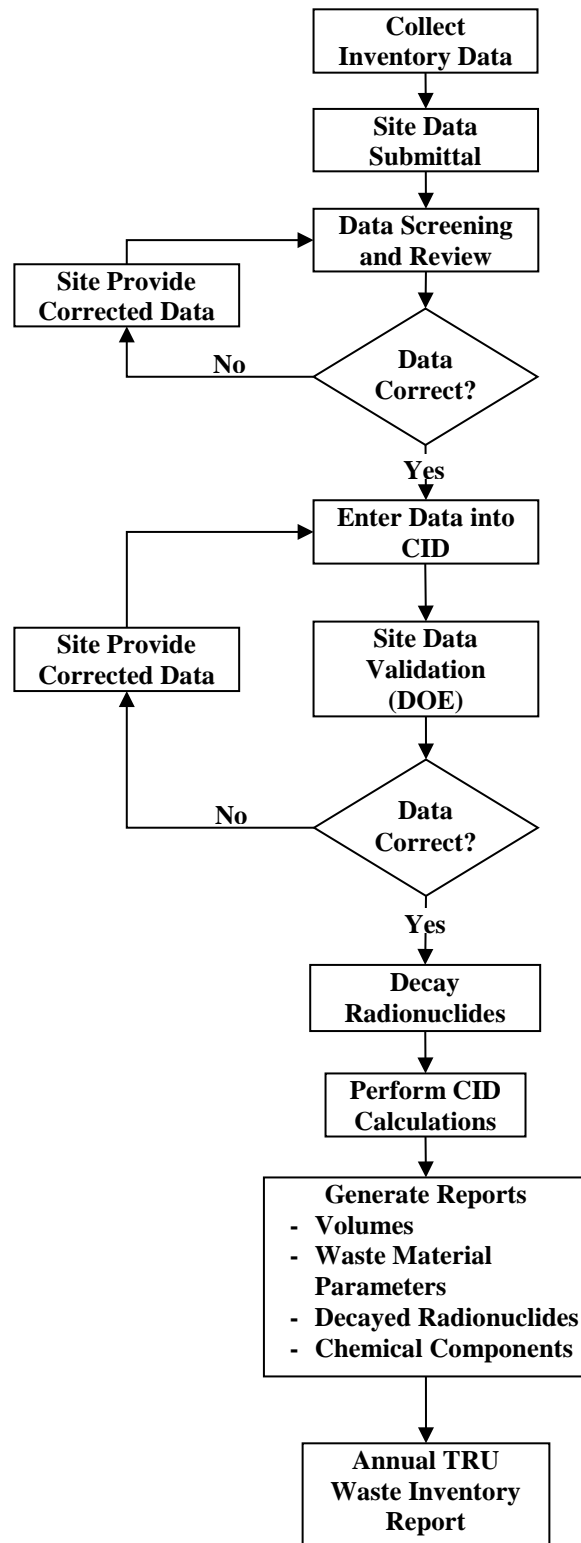 Collect
Inventory Data
Site Data
Submittal
Data Screening
and Review
Site Provide
Corrected Data
No
Data
Correct?
Yes
Enter Data into
CID
Site Provide
Corrected Data
Site Data
Validation
(DOE)
No
Data
Correct?
Yes
Decay
Radionuclides
Perform CID
Calculations
Generate Reports
- Volumes
- Waste Material
Parameters
- Decayed Radionuclides
- Chemical Components
Annual TRU
Waste Inventory
Report